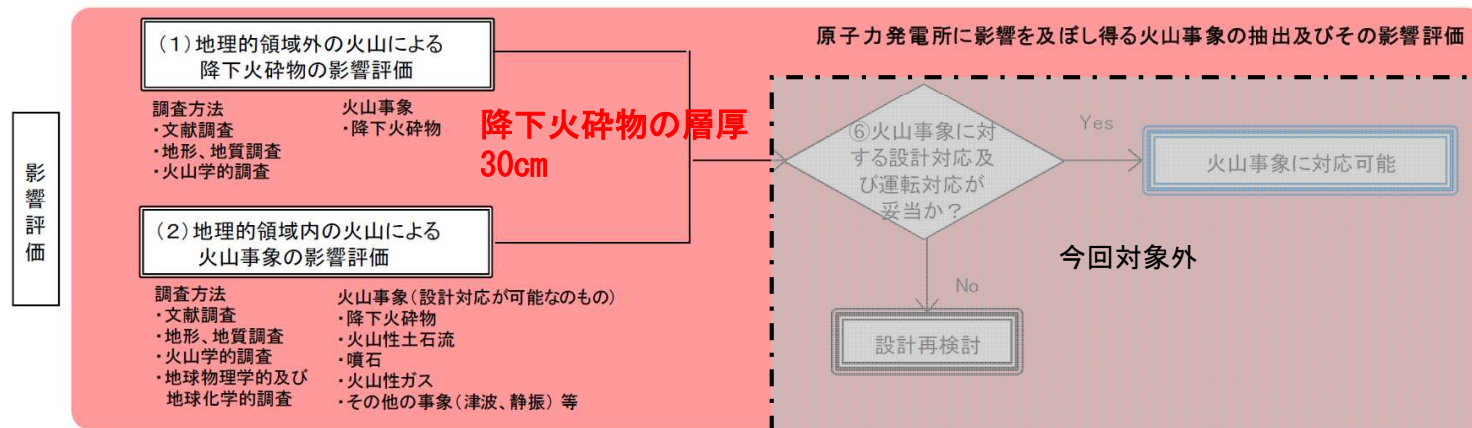 影響評価
原子力発電所に影響を及ぼし得る火山事象の抽出及びその影響評価
(1)地理的領域外の火山による
降下火砕物の影響評価
調査方法
・文献調査
・地形、地質調査
・火山学的調査
火山事象
・降下火砕物
降下火砕物の層厚
30cm
(2)地理的領域内の火山による
火山事象の影響評価
調査方法
・文献調査
・地形、地質調査
・火山学的調査
・地球物理学的及び
地球化学的調査
火山事象(設計対応が可能なのもの)
・降下火砕物
・火山性土石流
・噴石
・火山性ガス
・その他の事象(津波、静振) 等
⑥火山事象に対
する設計対応及
び運転対応が
妥当か?
Yes
火山事象に対応可能
今回対象外
No
設計再検討